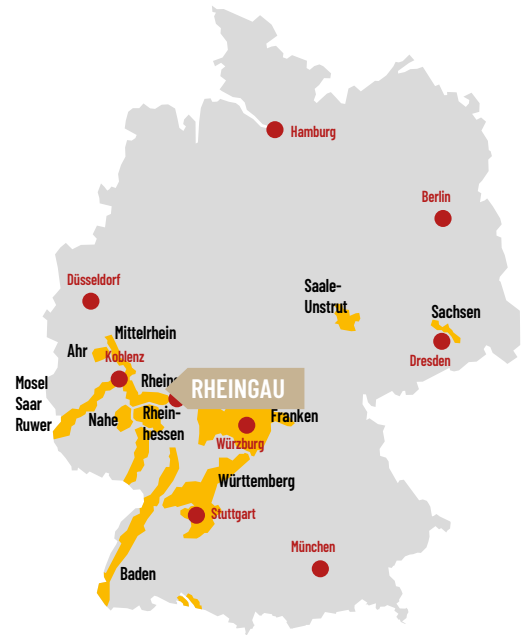 Hamburg
Berlin
Düsseldorf
Saale-
Unstrut
Sachsen
Mittelrhein
Ahr
Koblenz
Dresden
Mosel
Saar
Ruwer
RHEINGAU
Nahe
Rhein-
hessen
Franken
Würzburg
Württemberg
Stuttgart
München
Baden